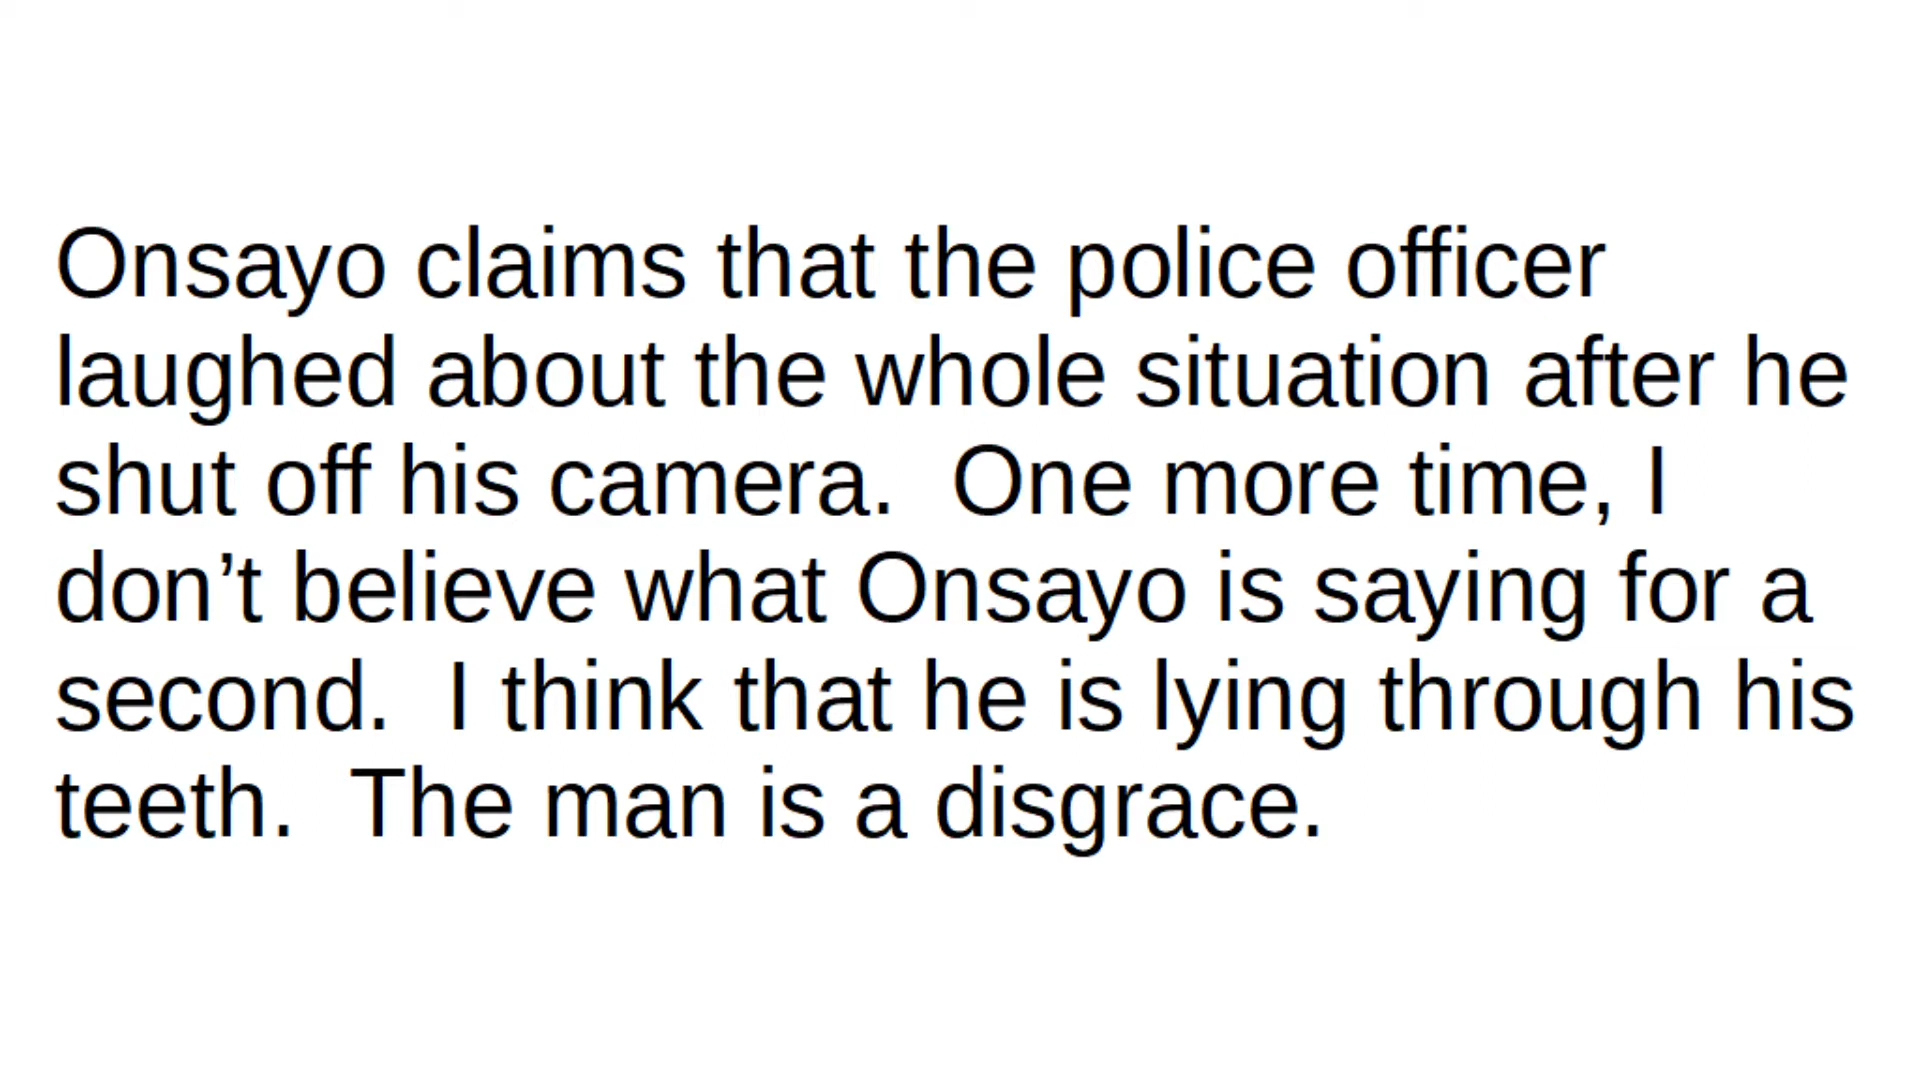 Onsayo claims that the police officer
laughed about the whole situation after he
shut off his camera.  One more time, I
don’t believe what Onsayo is saying for a
second.  I think that he is lying through his
teeth.  The man is a disgrace.